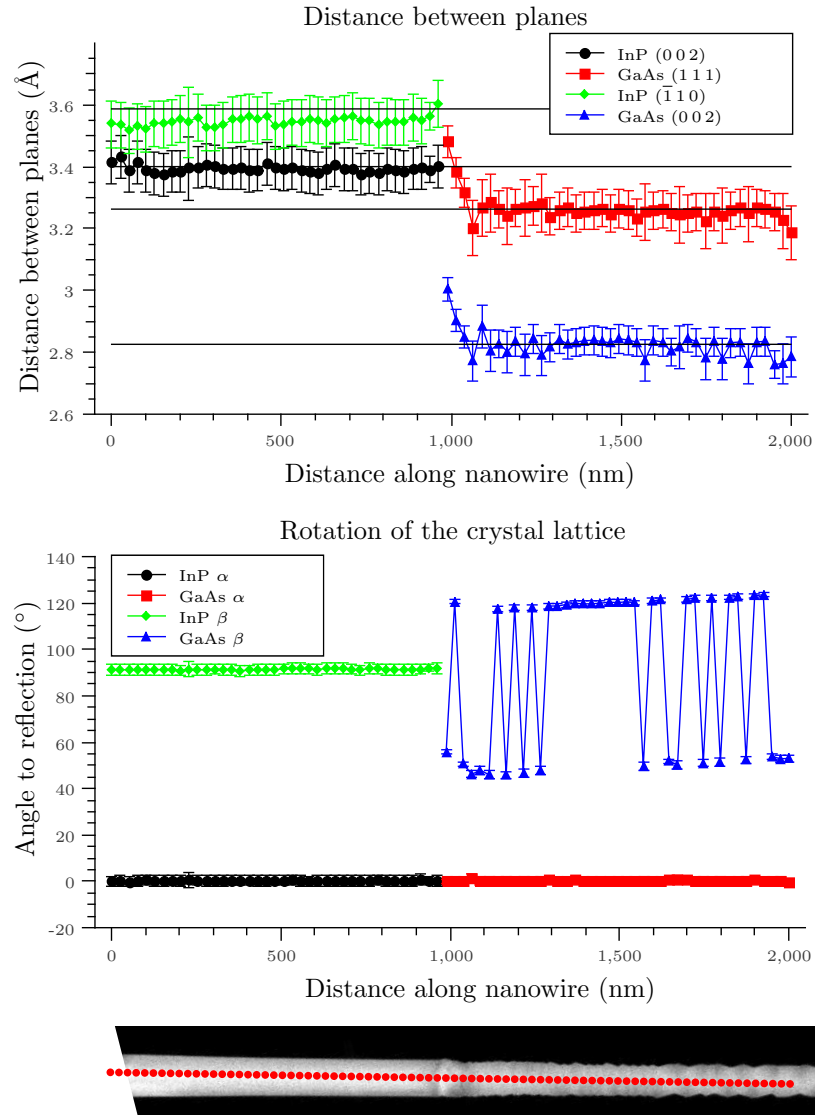 Distance between planes
InP (0 0 2)
GaAs (1 1 1)
InP (1̄ 1 0)
GaAs (0 0 2)
Distance between planes (Å)
3.6
3.4
3.2
3
2.8
2.6
0
500
1,000
1,500
2,000
Distance along nanowire (nm)
Rotation of the crystal lattice
InP α
GaAs α
InP β
GaAs β
Angle to reflection (°)
140
120
100
80
60
40
20
0
-20
0
500
1,000
1,500
2,000
Distance along nanowire (nm)